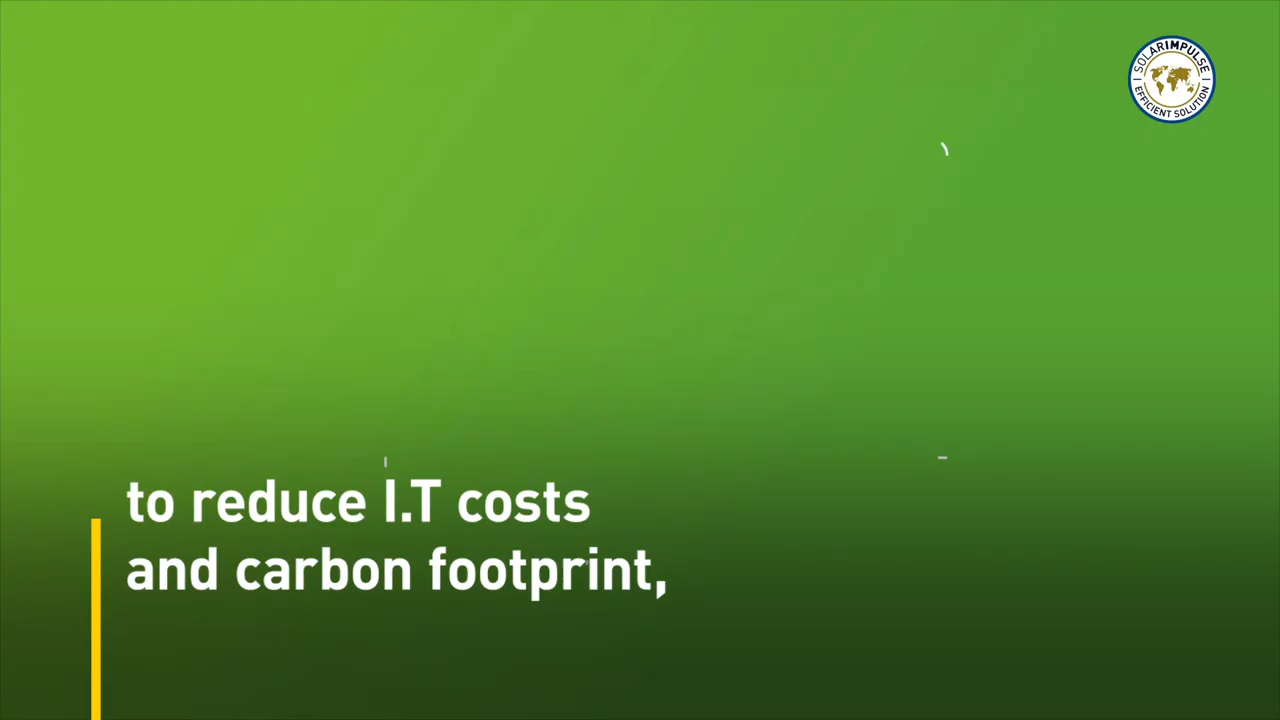 SOLARIMPULSE
EFFICIENT SOLUTION
to reduce I.T costs
and carbon footprint,